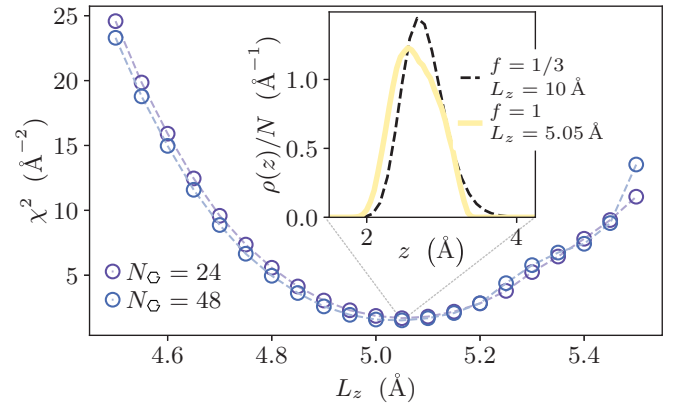 25
20
15
10
5
χ² (Å⁻²)
4.6
4.8
5.0
5.2
5.4
L_z (Å)
N⌬ = 24
N⌬ = 48
1.0
0.5
0.0
ρ(z)/N (Å⁻¹)
2
4
z (Å)
f = 1/3
L_z = 10 Å
f = 1
L_z = 5.05 Å